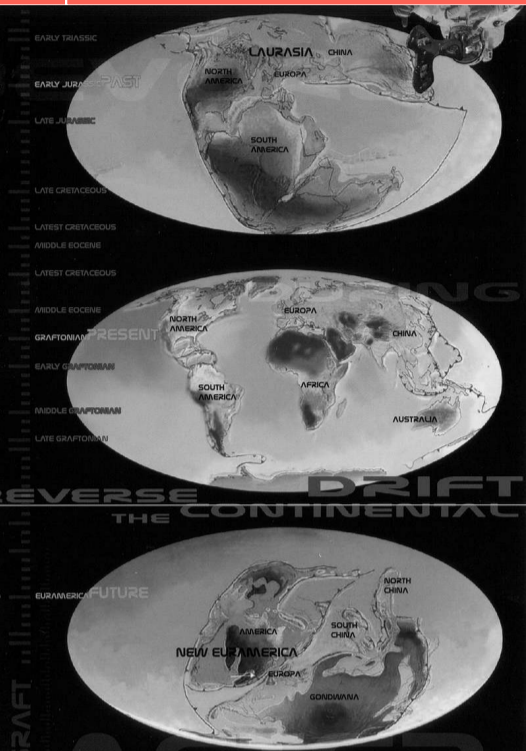 EARLY TRIASSIC
LAURASIA
CHINA
EUROPA
NORTH
AMERICA
EARLY JURASSIC
PAST
LATE JURASSIC
SOUTH
AMERICA
LATE CRETACEOUS
LATEST CRETACEOUS
MIDDLE EOCENE
LATEST CRETACEOUS
MIDDLE EOCENE
EUROPA
NORTH
AMERICA
CHINA
GRAFTONIAN
PRESENT
EARLY GRAFTONIAN
AFRICA
SOUTH
AMERICA
MIDDLE GRAFTONIAN
AUSTRALIA
LATE GRAFTONIAN
REVERSE
DRIFT
THE CONTINENTAL
NORTH
CHINA
EURAMERICA
FUTURE
AMERICA
SOUTH
CHINA
NEW EURAMERICA
EUROPA
GONDWANA
RAFT